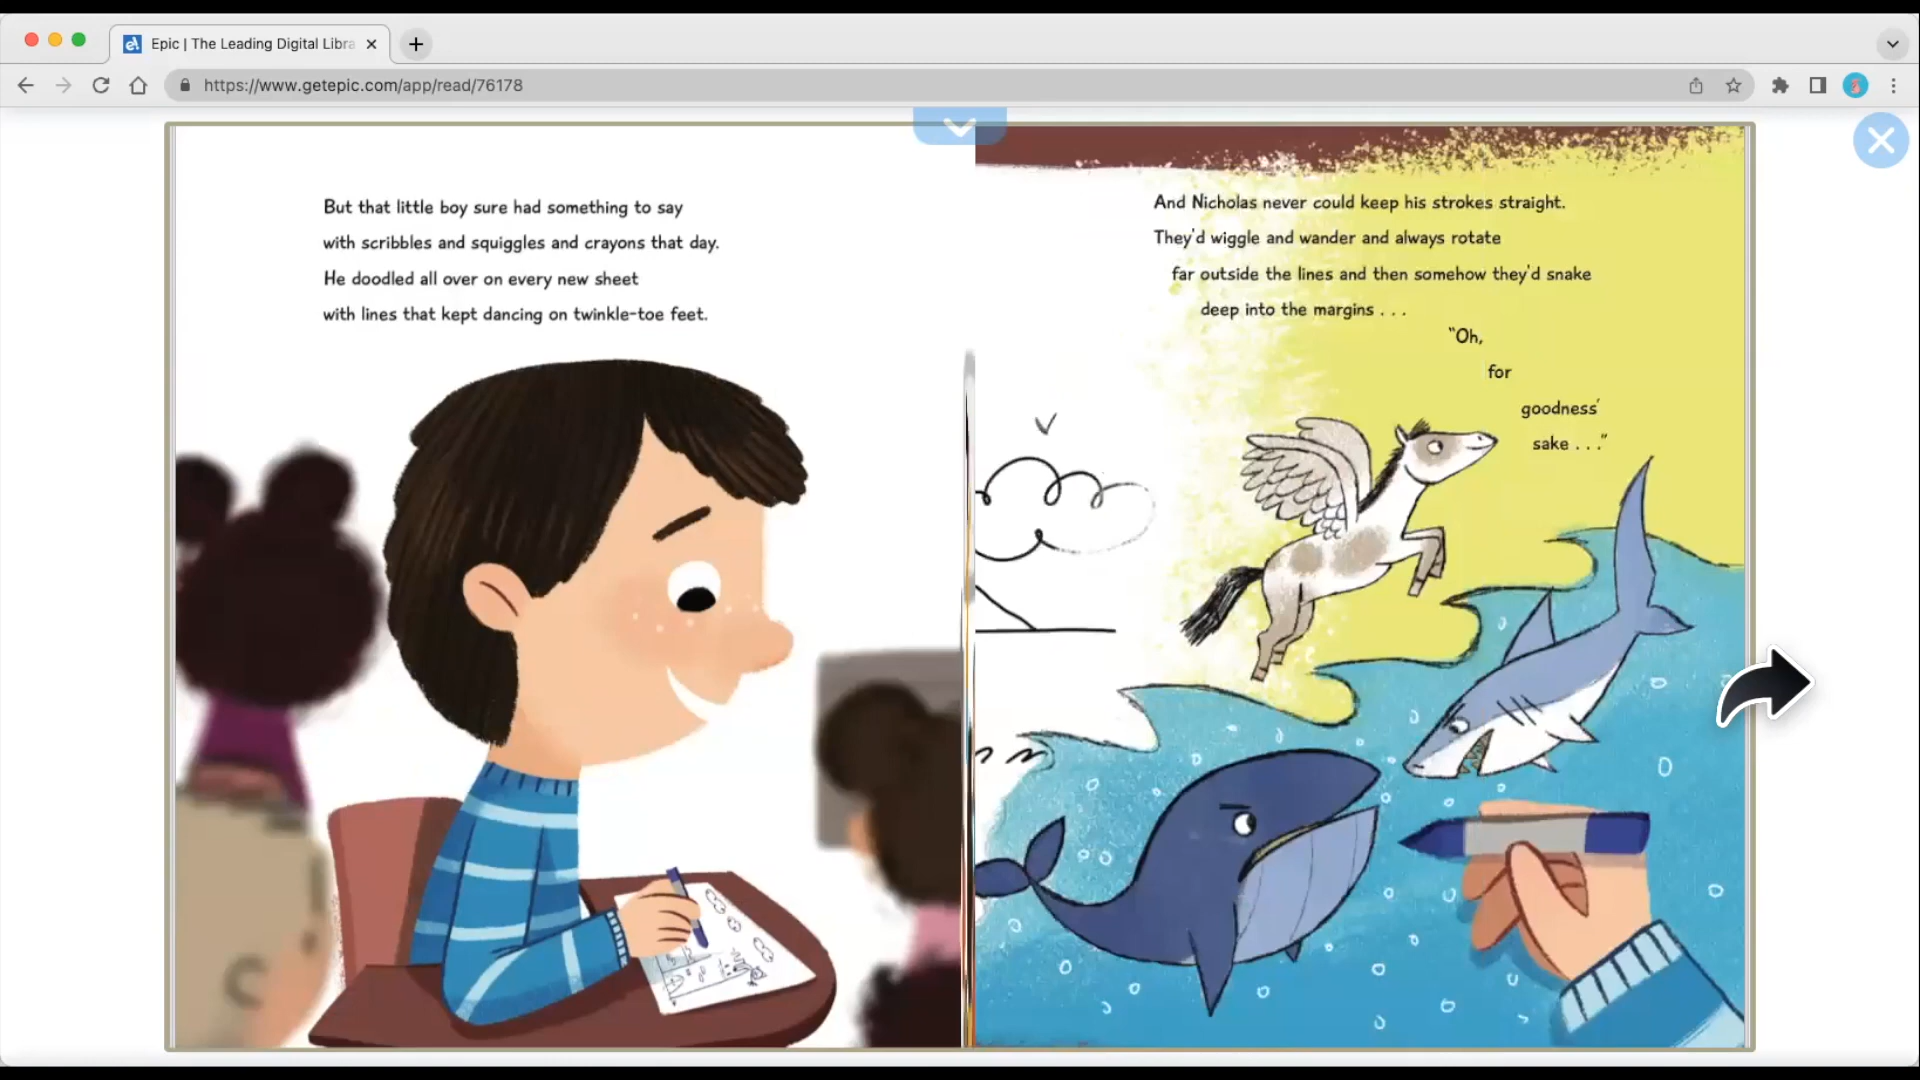 Epic | The Leading Digital Libra
https://www.getepic.com/app/read/76178
But that little boy sure had something to say
with scribbles and squiggles and crayons that day.
He doodled all over on every new sheet
with lines that kept dancing on twinkle-toe feet.
And Nicholas never could keep his strokes straight.
They'd wiggle and wander and always rotate
far outside the lines and then somehow they'd snake
deep into the margins . . .
“Oh,
for
goodness’
sake . . .”